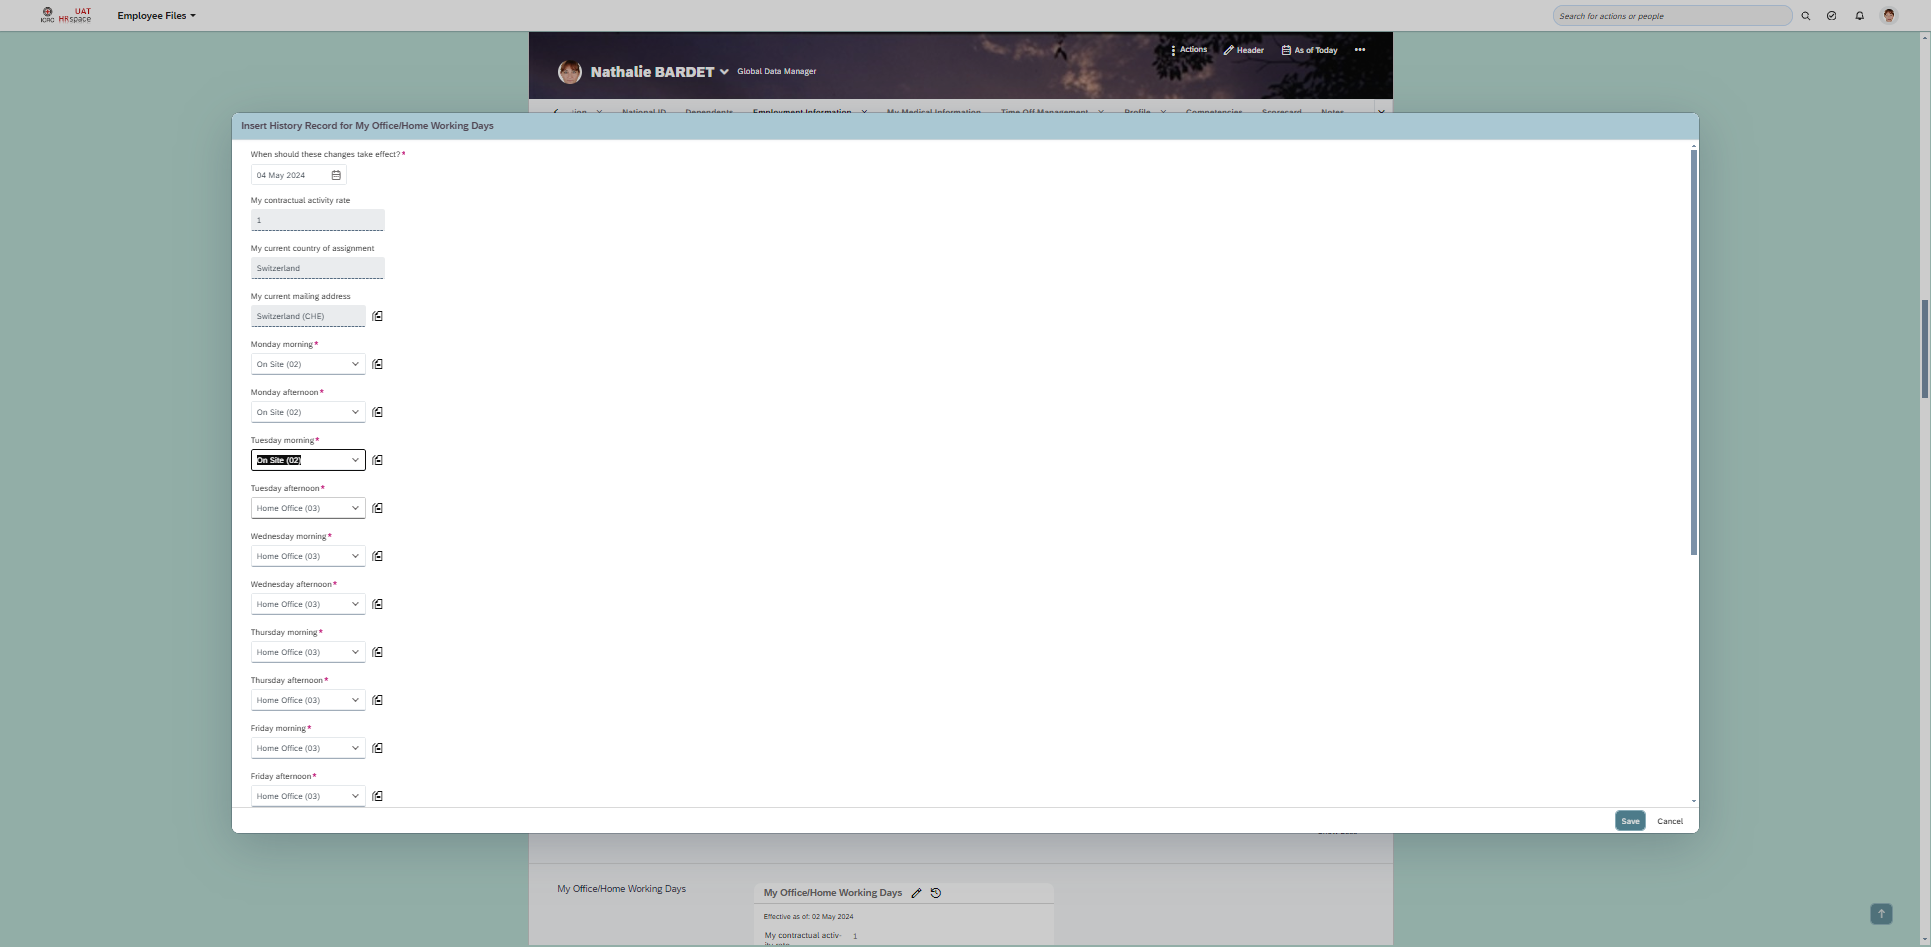 ICRC
UAT
HRspace
Employee Files
Search for actions or people
Actions
Header
As of Today
Nathalie BARDET
Global Data Manager
National ID
Dependents
Employment Information
My Medical Information
Time Off Management
Profile
Competencies
Scorecard
Notes
Insert History Record for My Office/Home Working Days
When should these changes take effect?*
04 May 2024
My contractual activity rate
1
My current country of assignment
Switzerland
My current mailing address
Switzerland (CHE)
Monday morning*
On Site (02)
Monday afternoon*
On Site (02)
Tuesday morning*
On Site (02)
Tuesday afternoon*
Home Office (03)
Wednesday morning*
Home Office (03)
Wednesday afternoon*
Home Office (03)
Thursday morning*
Home Office (03)
Thursday afternoon*
Home Office (03)
Friday morning*
Home Office (03)
Friday afternoon*
Home Office (03)
Save
Cancel
My Office/Home Working Days
My Office/Home Working Days
Effective as of: 02 May 2024
My contractual activ-
1